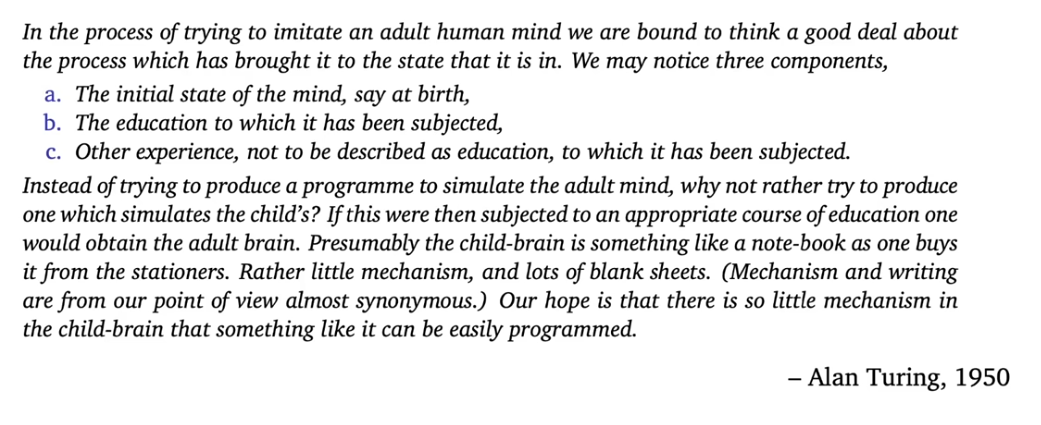 In the process of trying to imitate an adult human mind we are bound to think a good deal about
the process which has brought it to the state that it is in. We may notice three components,
a. The initial state of the mind, say at birth,
b. The education to which it has been subjected,
c. Other experience, not to be described as education, to which it has been subjected.
Instead of trying to produce a programme to simulate the adult mind, why not rather try to produce
one which simulates the child's? If this were then subjected to an appropriate course of education one
would obtain the adult brain. Presumably the child-brain is something like a note-book as one buys
it from the stationers. Rather little mechanism, and lots of blank sheets. (Mechanism and writing
are from our point of view almost synonymous.) Our hope is that there is so little mechanism in
the child-brain that something like it can be easily programmed.
– Alan Turing, 1950